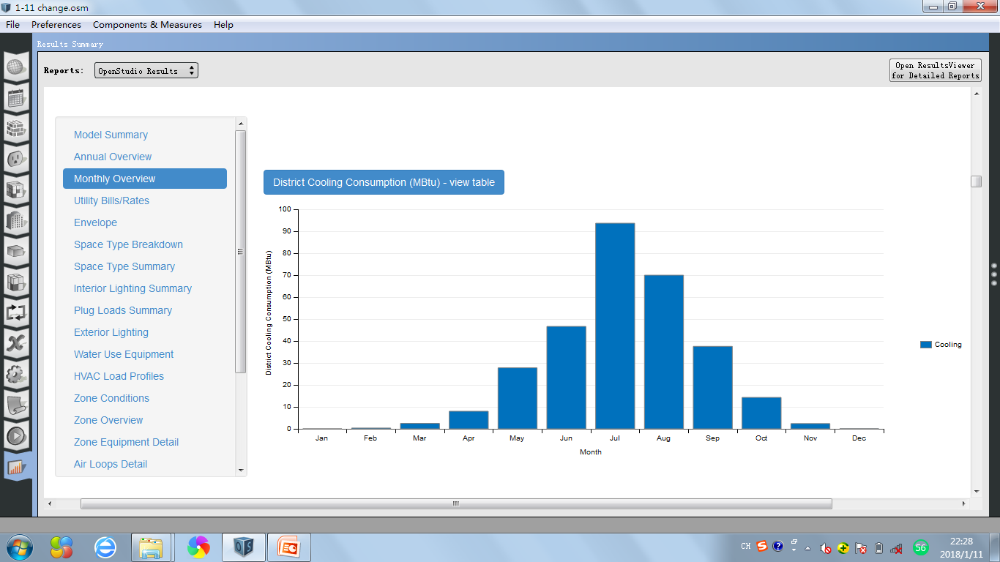 1-11 change.osm
File Preferences Components & Measures Help
Results Summary
Reports: OpenStudio Results
Open ResultsViewer
for Detailed Reports
Model Summary
Annual Overview
Monthly Overview
Utility Bills/Rates
Envelope
Space Type Breakdown
Space Type Summary
Interior Lighting Summary
Plug Loads Summary
Exterior Lighting
Water Use Equipment
HVAC Load Profiles
Zone Conditions
Zone Overview
Zone Equipment Detail
Air Loops Detail
District Cooling Consumption (MBtu) - view table
District Cooling Consumption (MBtu)
100
90
80
70
60
50
40
30
20
10
0
Jan Feb Mar Apr May Jun Jul Aug Sep Oct Nov Dec
Month
Cooling
CH
56
22:28
2018/1/11